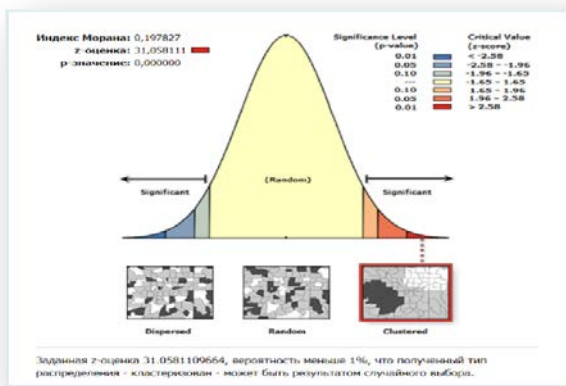 Индекс Морана: 0,197827
z-оценка: 31,058111
p-значение: 0,000000
Significance Level
(p-value)
0.01
0.05
0.10
---
0.10
0.05
0.01
Critical Value
(z-score)
< -2.58
-2.58 - -1.96
-1.96 - -1.65
-1.65 - 1.65
1.65 - 1.96
1.96 - 2.58
> 2.58
Significant
(Random)
Significant
Dispersed
Random
Clustered
Заданная z-оценка 31.0581109664, вероятность меньше 1%, что полученный тип
распределения - кластеризован - может быть результатом случайного выбора.